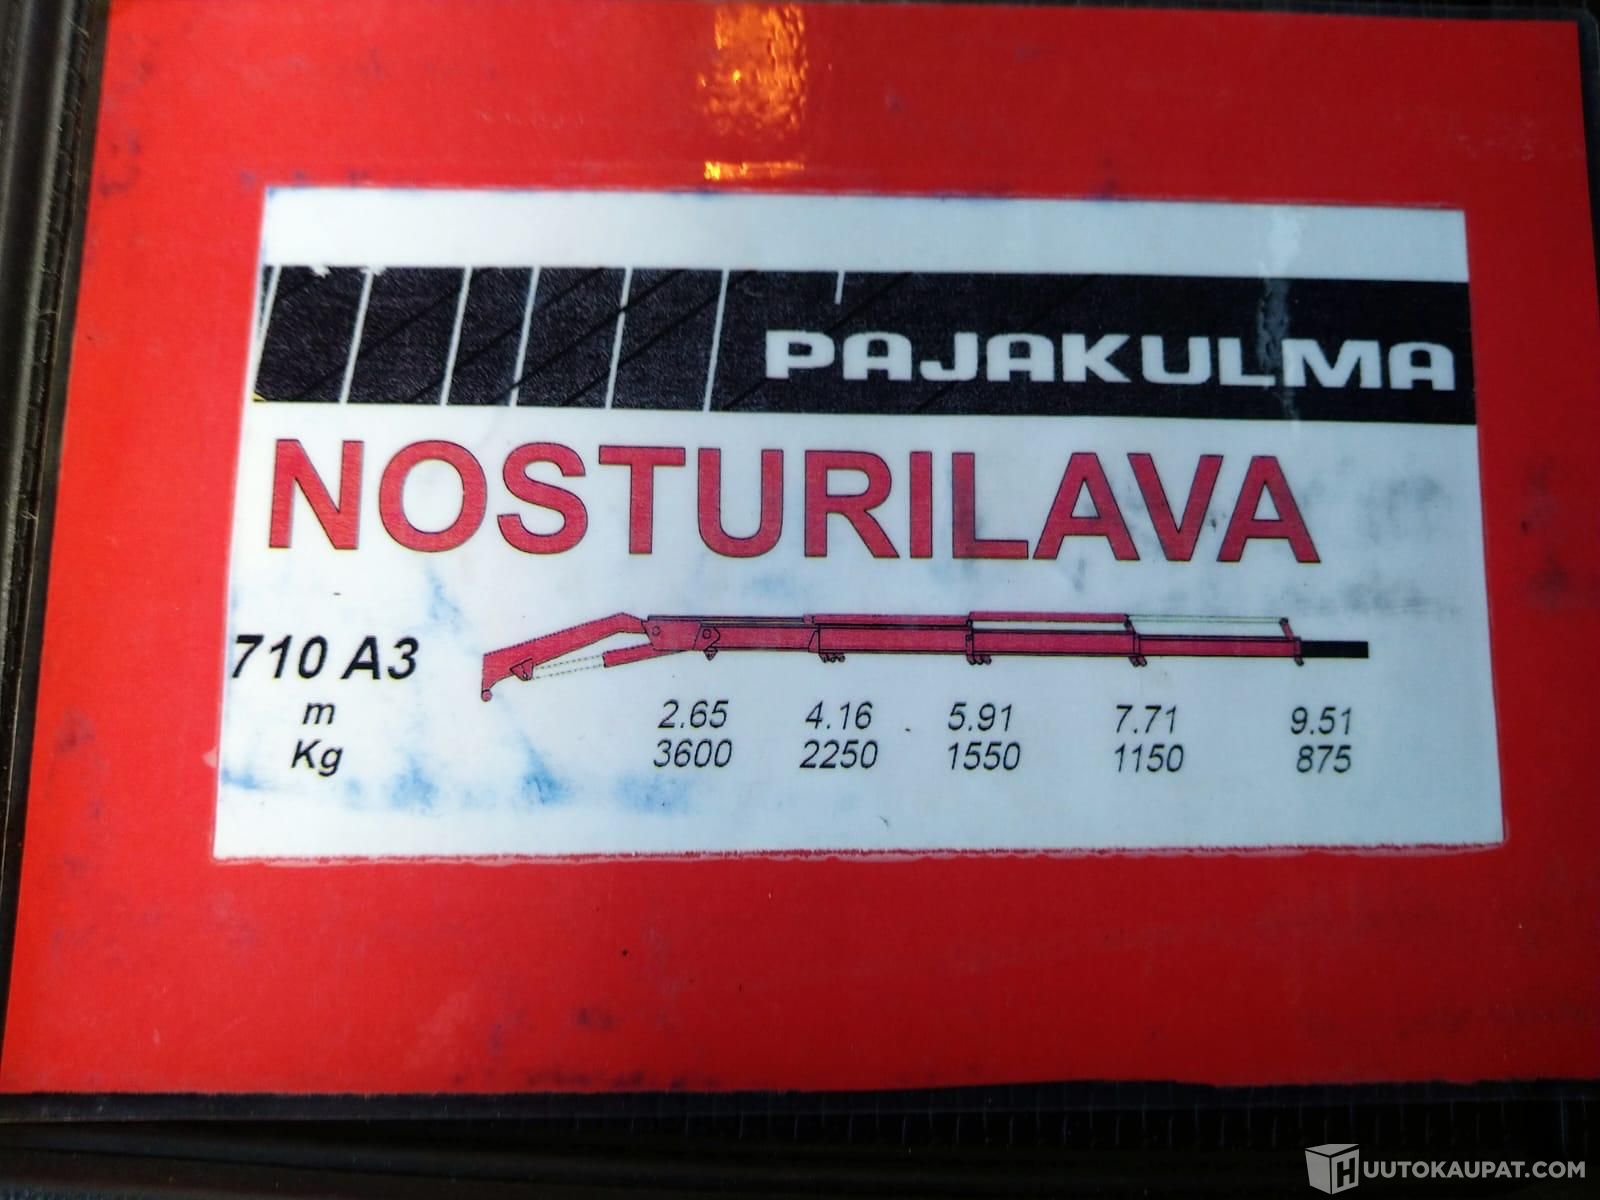 PAJAKULMA
NOSTURILAVA
710 A3
m 2.65 4.16 5.91 7.71 9.51
Kg 3600 2250 1550 1150 875
HUUTOKAUPAT.COM